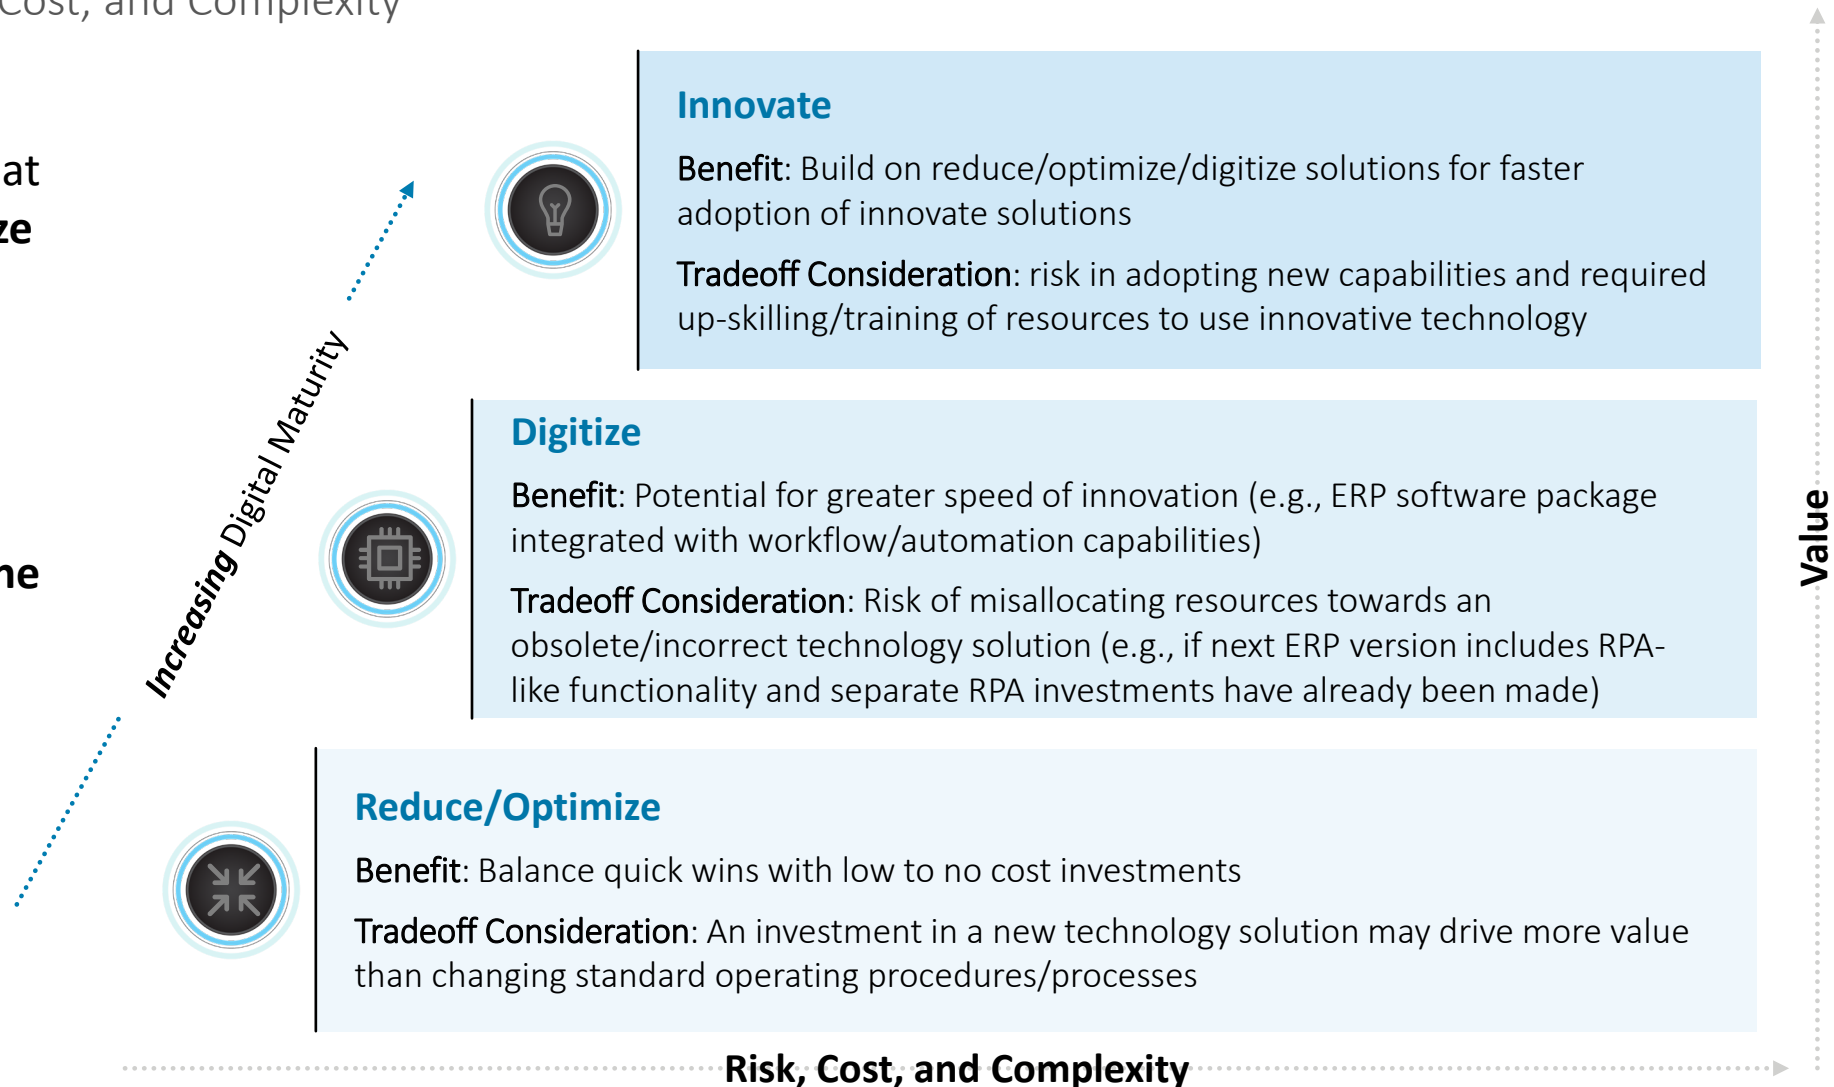 Cost, and Complexity
at
ze
ne
Increasing Digital Maturity
Innovate
Benefit: Build on reduce/optimize/digitize solutions for faster
adoption of innovate solutions
Tradeoff Consideration: risk in adopting new capabilities and required
up-skilling/training of resources to use innovative technology
Digitize
Benefit: Potential for greater speed of innovation (e.g., ERP software package
integrated with workflow/automation capabilities)
Tradeoff Consideration: Risk of misallocating resources towards an
obsolete/incorrect technology solution (e.g., if next ERP version includes RPA-
like functionality and separate RPA investments have already been made)
Reduce/Optimize
Benefit: Balance quick wins with low to no cost investments
Tradeoff Consideration: An investment in a new technology solution may drive more value
than changing standard operating procedures/processes
Value
Risk, Cost, and Complexity